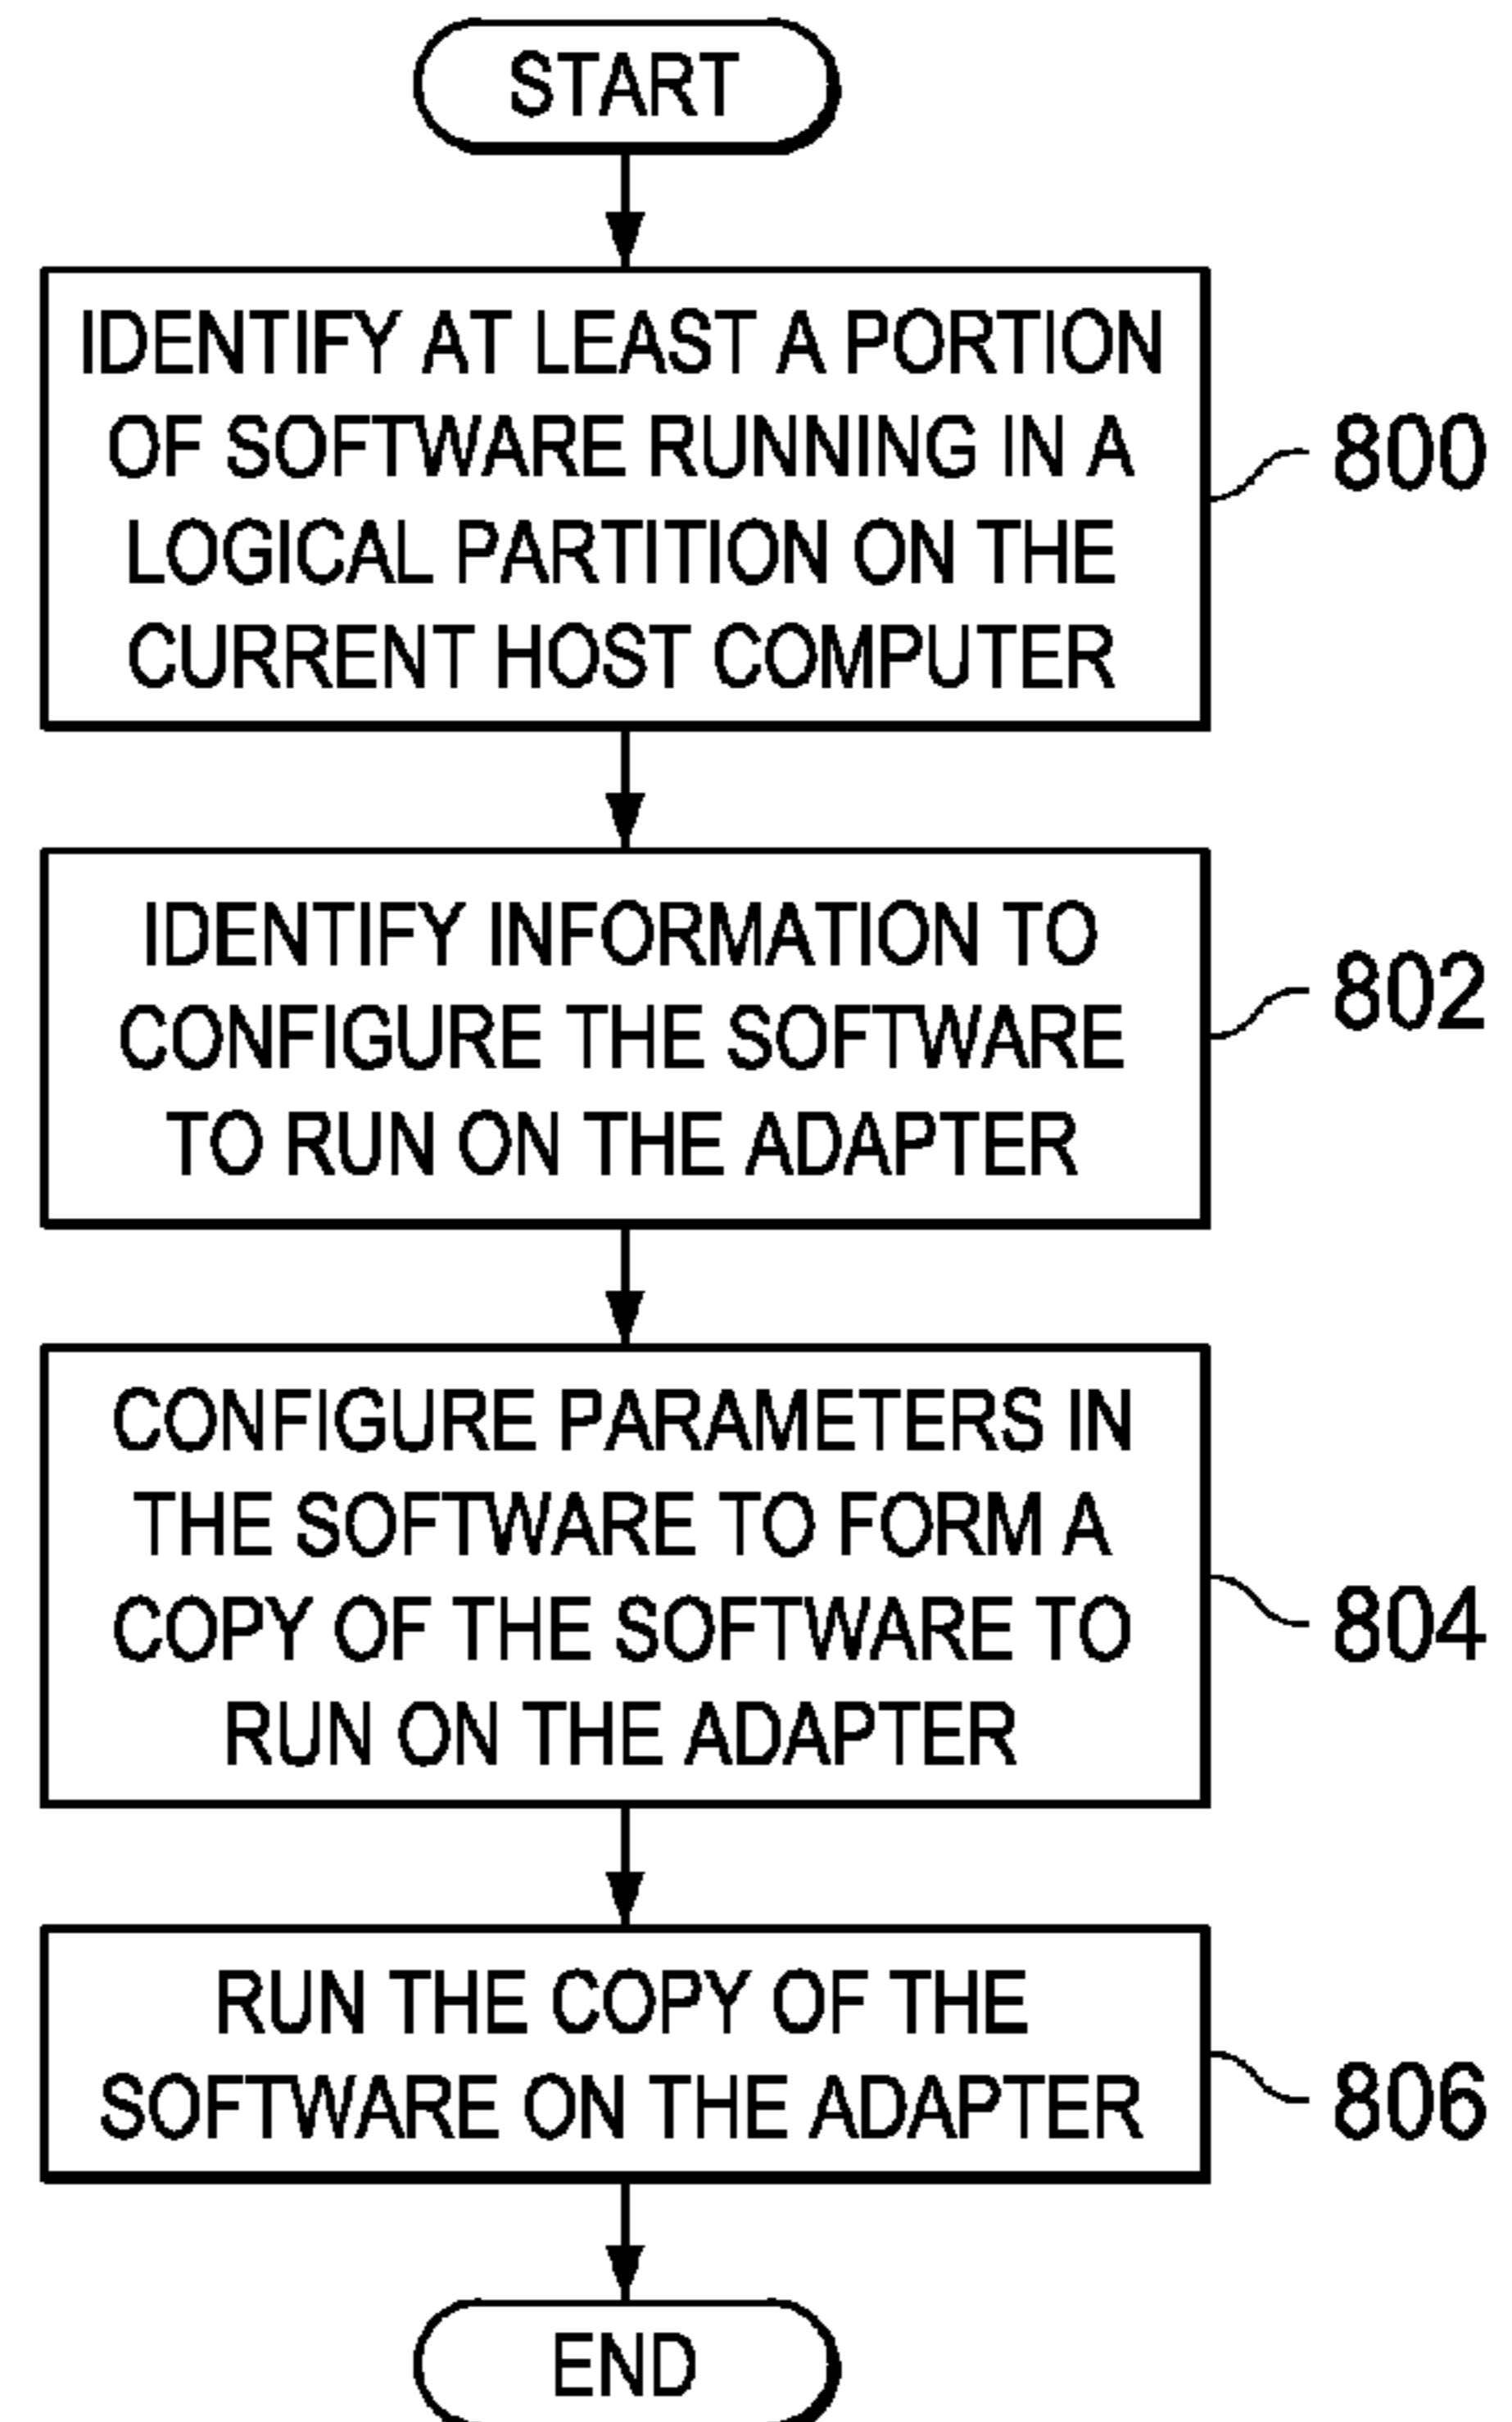 START
IDENTIFY AT LEAST A PORTION
OF SOFTWARE RUNNING IN A
LOGICAL PARTITION ON THE
CURRENT HOST COMPUTER
800
IDENTIFY INFORMATION TO
CONFIGURE THE SOFTWARE
TO RUN ON THE ADAPTER
802
CONFIGURE PARAMETERS IN
THE SOFTWARE TO FORM A
COPY OF THE SOFTWARE TO
RUN ON THE ADAPTER
804
RUN THE COPY OF THE
SOFTWARE ON THE ADAPTER
806
END